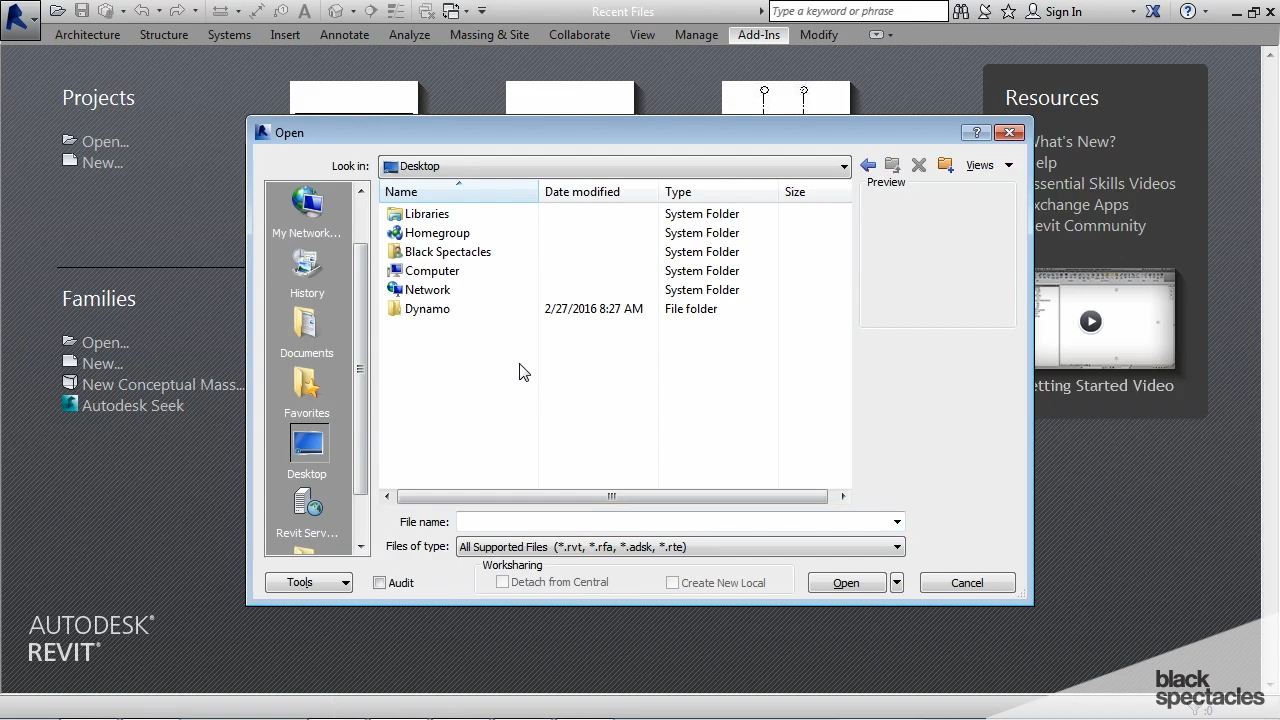 Recent Files
Type a keyword or phrase
Sign In
Architecture
Structure
Systems
Insert
Annotate
Analyze
Massing & Site
Collaborate
View
Manage
Add-Ins
Modify
Projects
Open...
New...
Families
Open...
New...
New Conceptual Mass...
Autodesk Seek
AUTODESK®
REVIT®
Open
Look in:
Desktop
Views
My Network...
History
Documents
Favorites
Desktop
Revit Serv...
Name Date modified Type Size
Libraries System Folder
Homegroup System Folder
Black Spectacles System Folder
Computer System Folder
Network System Folder
Dynamo 2/27/2016 8:27 AM File folder
Preview
File name:
Files of type: All Supported Files (*.rvt, *.rfa, *.adsk, *.rte)
Worksharing
Tools
Audit
Detach from Central
Create New Local
Open
Cancel
Resources
hat's New?
elp
ssential Skills Videos
xchange Apps
evit Community
etting Started Video
black
spectacles
:0